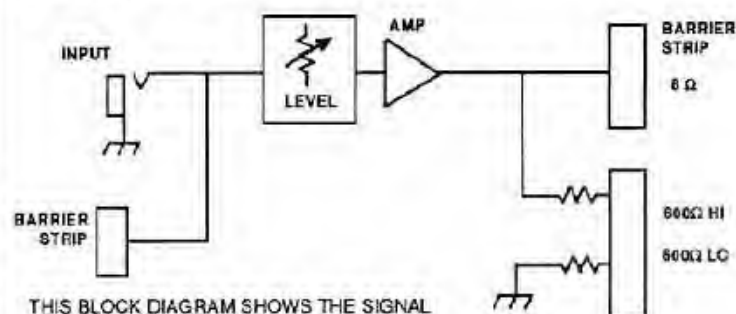 INPUT
AMP
LEVEL
BARRIER
STRIP
8 Ω
BARRIER
STRIP
600Ω HI
600Ω LO
THIS BLOCK DIAGRAM SHOWS THE SIGNAL